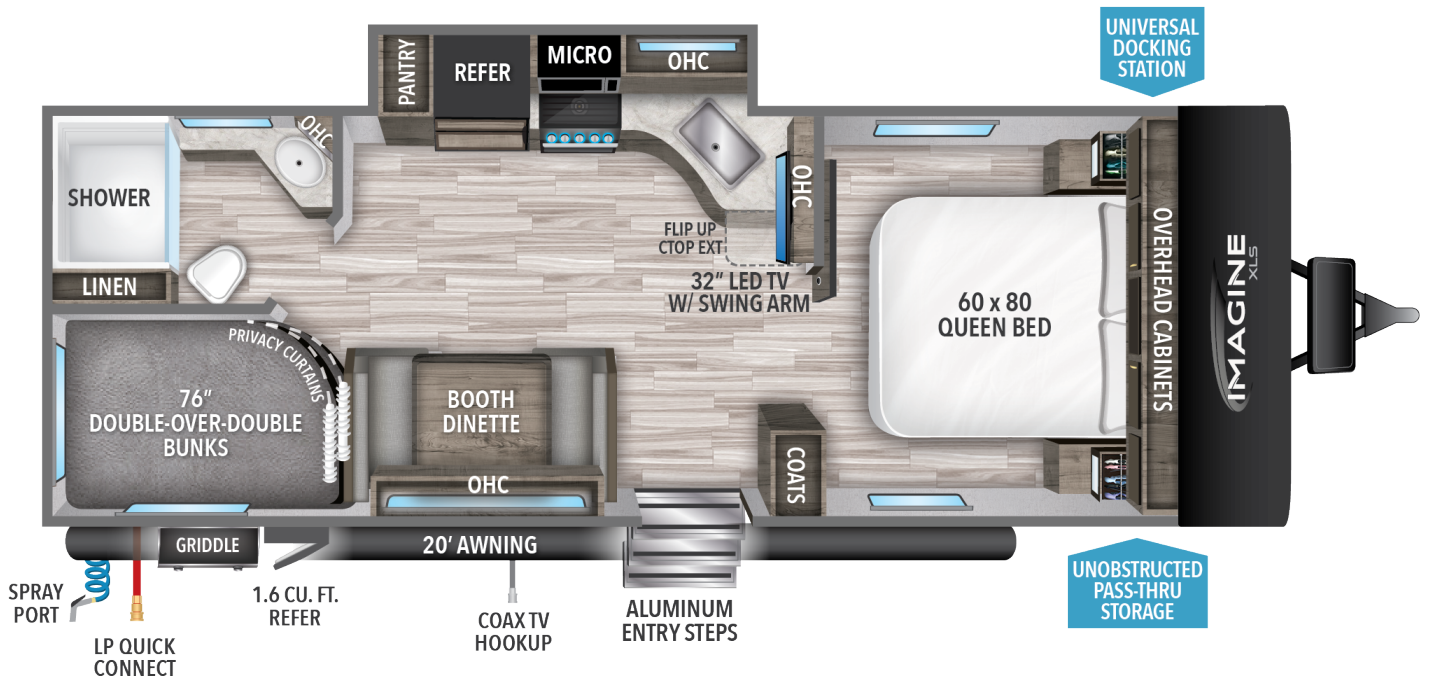 UNIVERSAL
DOCKING
STATION
PANTRY
REFER
MICRO
OHC
OHC
SHOWER
LINEN
OHC
FLIP UP
CTOP EXT
32” LED TV
W/ SWING ARM
60 x 80
QUEEN BED
OVERHEAD CABINETS
IMAGINE
XLS
PRIVACY CURTAINS
76”
DOUBLE-OVER-DOUBLE
BUNKS
BOOTH
DINETTE
OHC
COATS
GRIDDLE
20’ AWNING
SPRAY
PORT
LP QUICK
CONNECT
1.6 CU. FT.
REFER
COAX TV
HOOKUP
ALUMINUM
ENTRY STEPS
UNOBSTRUCTED
PASS-THRU
STORAGE